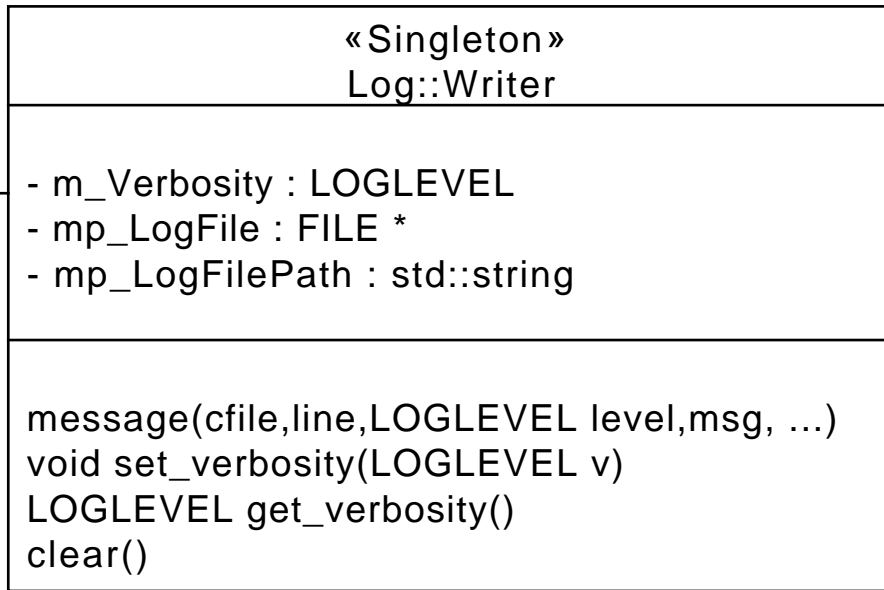 «Singleton»
Log::Writer
- m_Verbosity : LOGLEVEL
- mp_LogFile : FILE *
- mp_LogFilePath : std::string
message(cfile,line,LOGLEVEL level,msg, ...)
void set_verbosity(LOGLEVEL v)
LOGLEVEL get_verbosity()
clear()